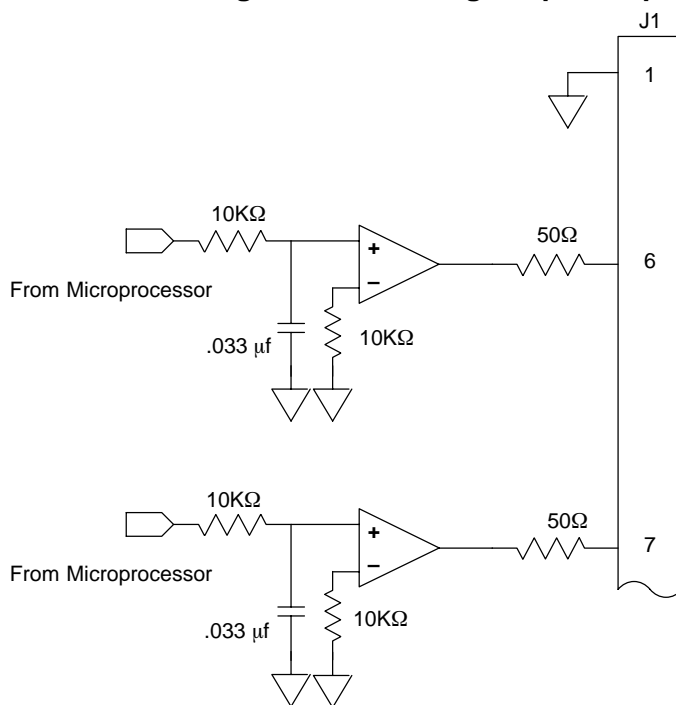 J1
1
10KΩ
+
−
50Ω
6
From Microprocessor
.033 μf
10KΩ
10KΩ
+
−
50Ω
7
From Microprocessor
.033 μf
10KΩ